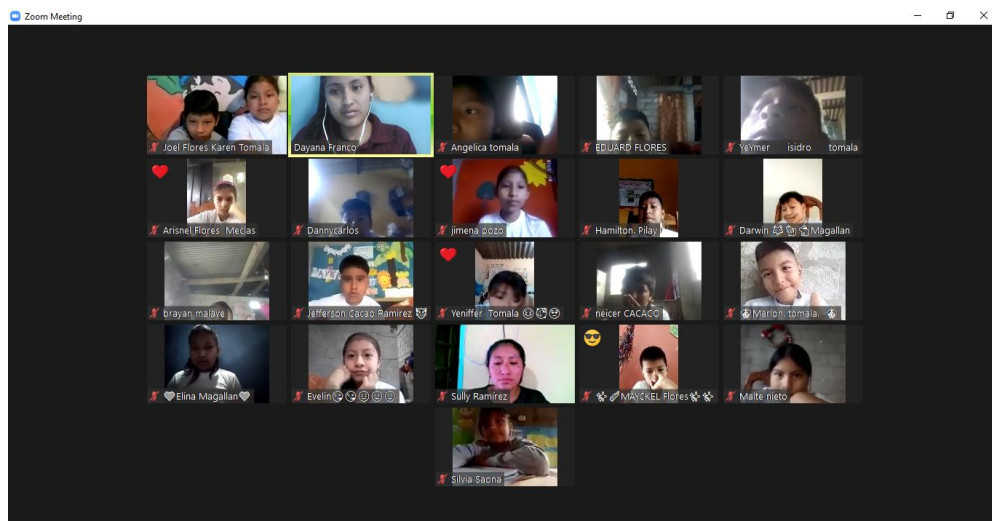 Zoom Meeting
Joel Flores Karen Tomala
Dayana Franco
Angelica tomala
EDUARD FLORES
YeYmer isidro tomala
Arisnel Flores Mecias
Dannycarlos
jimena pozo
Hamilton. Pilay
Darwin Magallan
brayan malave
Jefferson Cacao Ramirez
Yeniffer Tomala
neicer CACACO
Marlon. tomala.
Elina Magallan
Evelin
Sully Ramirez
MAYCKEL Flores
Maite nieto
Silvia Saona